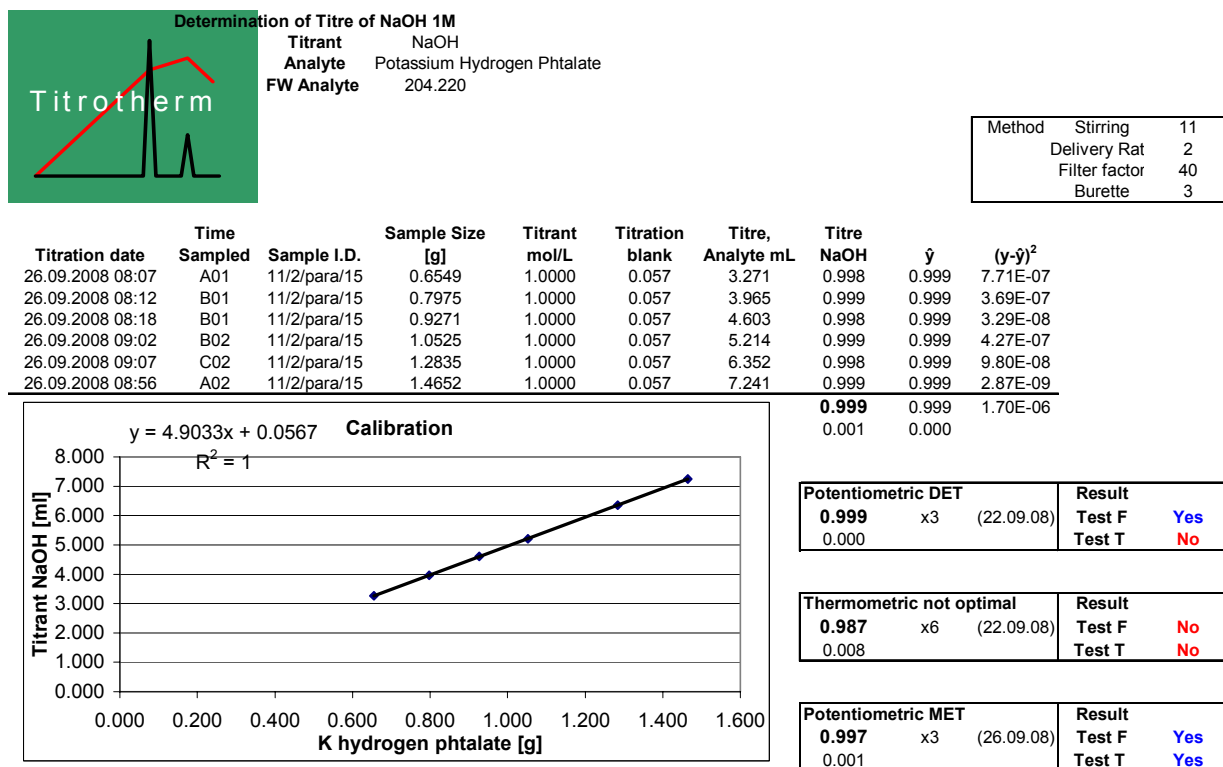 Determination of Titre of NaOH 1M
Titrant NaOH
Analyte Potassium Hydrogen Phtalate
FW Analyte 204.220
Titrotherm
Method Stirring 11
Delivery Rat 2
Filter factor 40
Burette 3
Time Sample Size Titrant Titration Titre, Titre
Titration date Sampled Sample I.D. [g] mol/L blank Analyte mL NaOH ŷ (y-ŷ)²
26.09.2008 08:07 A01 11/2/para/15 0.6549 1.0000 0.057 3.271 0.998 0.999 7.71E-07
26.09.2008 08:12 B01 11/2/para/15 0.7975 1.0000 0.057 3.965 0.999 0.999 3.69E-07
26.09.2008 08:18 B01 11/2/para/15 0.9271 1.0000 0.057 4.603 0.998 0.999 3.29E-08
26.09.2008 09:02 B02 11/2/para/15 1.0525 1.0000 0.057 5.214 0.999 0.999 4.27E-07
26.09.2008 09:07 C02 11/2/para/15 1.2835 1.0000 0.057 6.352 0.998 0.999 9.80E-08
26.09.2008 08:56 A02 11/2/para/15 1.4652 1.0000 0.057 7.241 0.999 0.999 2.87E-09
0.999 0.999 1.70E-06
0.001 0.000
Calibration
y = 4.9033x + 0.0567
R² = 1
Titrant NaOH [ml]
8.000
7.000
6.000
5.000
4.000
3.000
2.000
1.000
0.000
0.000 0.200 0.400 0.600 0.800 1.000 1.200 1.400 1.600
K hydrogen phtalate [g]
Potentiometric DET Result
0.999 x3 (22.09.08) Test F Yes
0.000 Test T No
Thermometric not optimal Result
0.987 x6 (22.09.08) Test F No
0.008 Test T No
Potentiometric MET Result
0.997 x3 (26.09.08) Test F Yes
0.001 Test T Yes